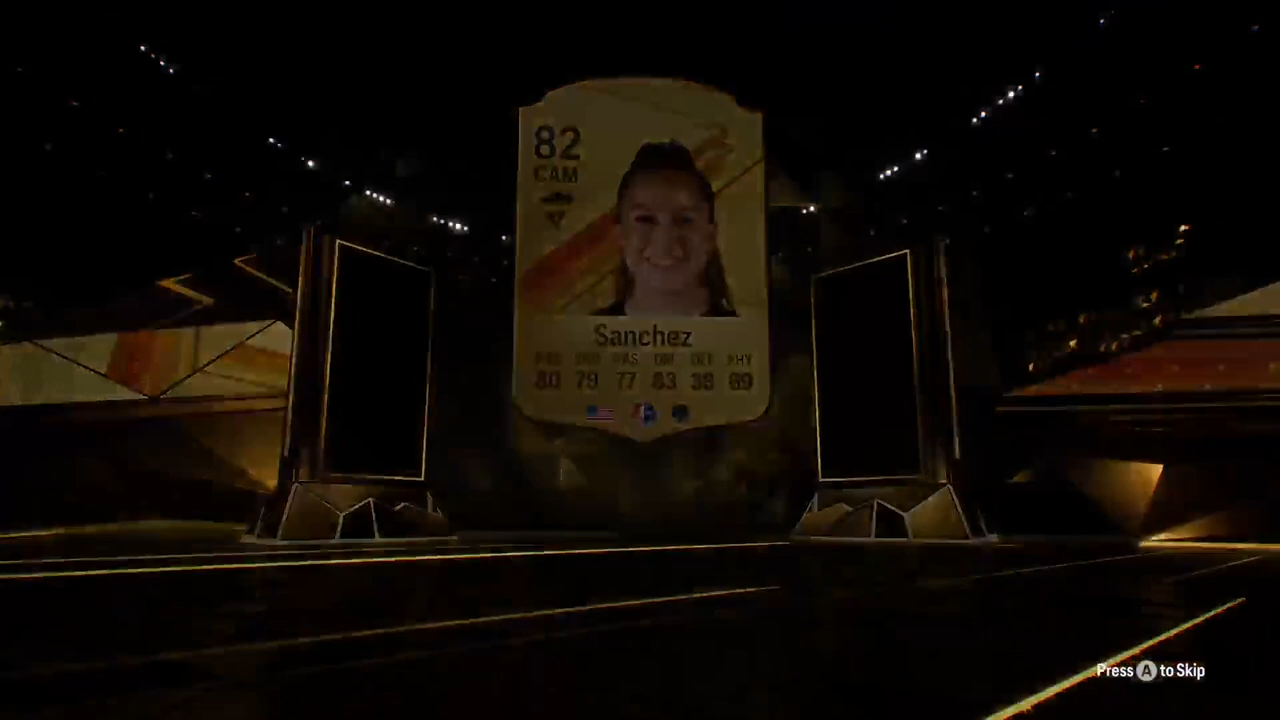 82
CAM
Sanchez
PAC SHO PAS DRI DEF PHY
80 79 77 83 38 69
Press A to Skip